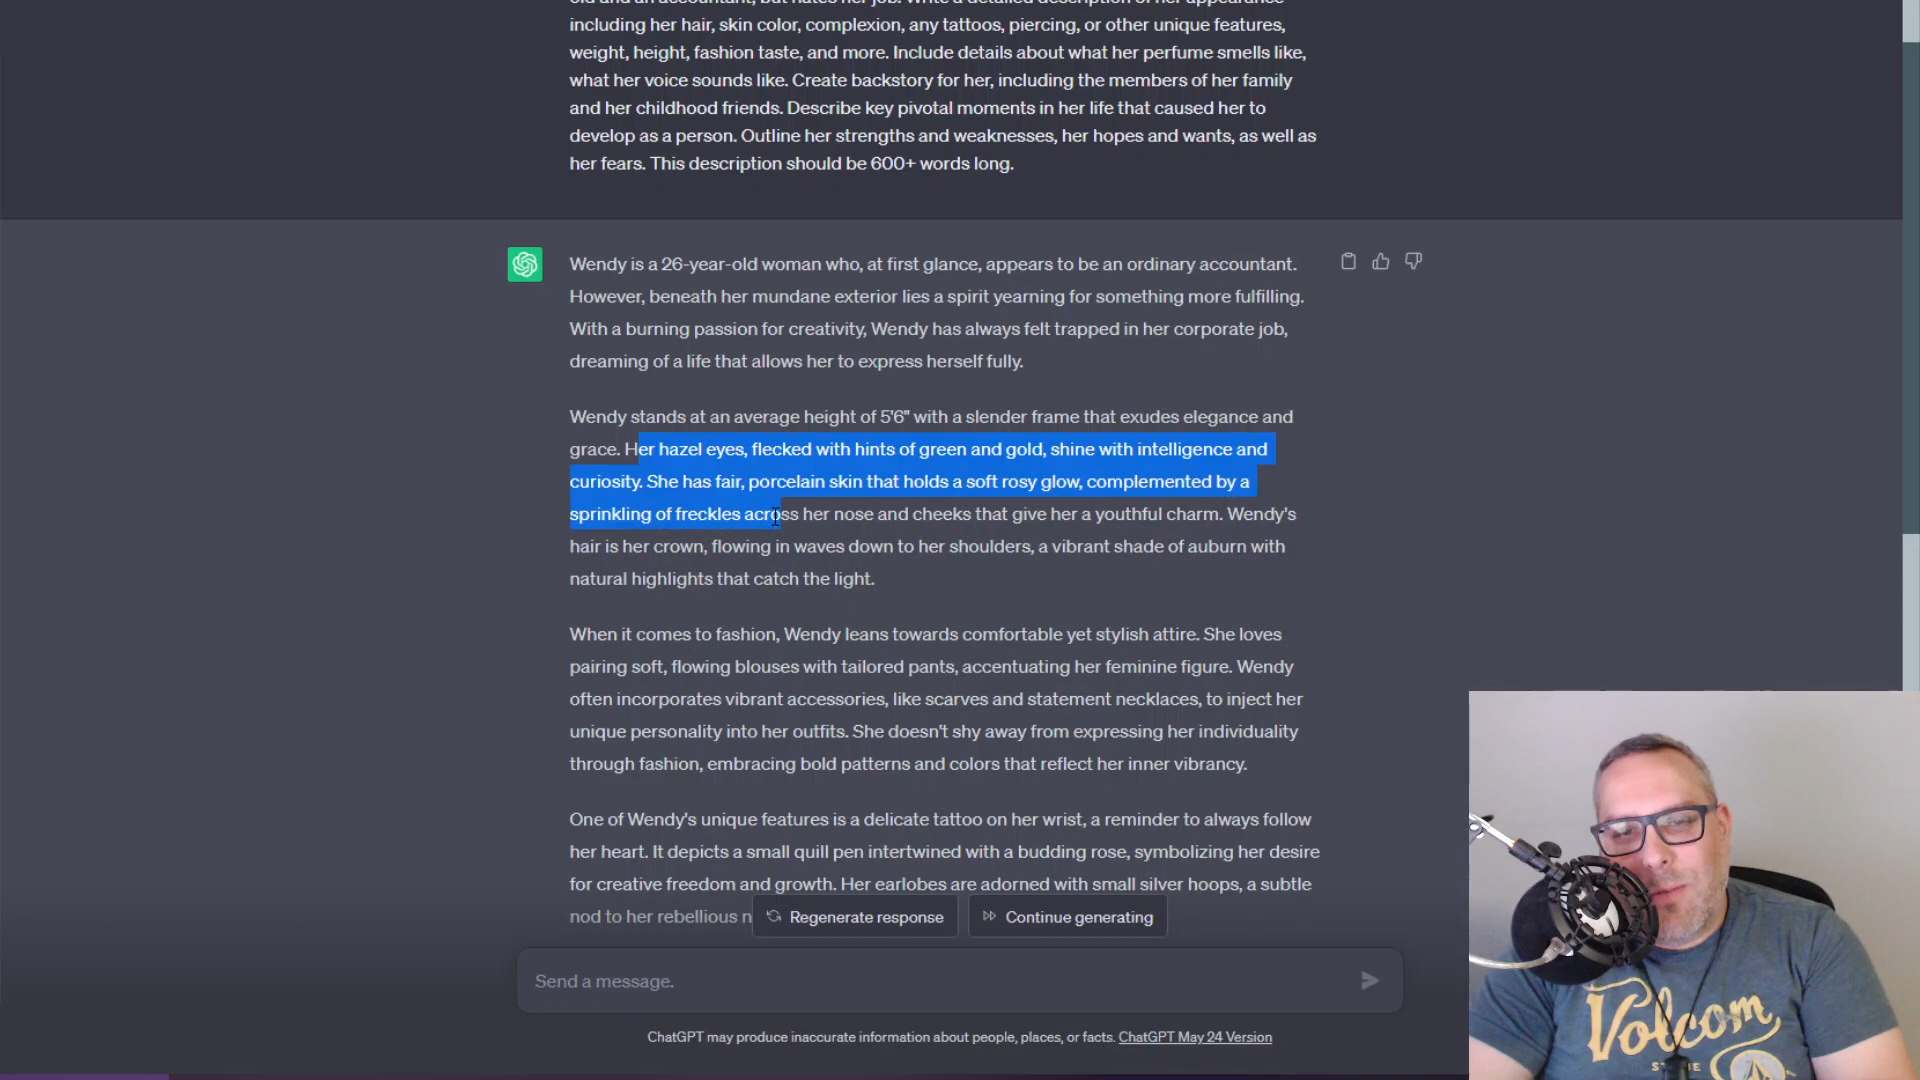 including her hair, skin color, complexion, any tattoos, piercing, or other unique features,
weight, height, fashion taste, and more. Include details about what her perfume smells like,
what her voice sounds like. Create backstory for her, including the members of her family
and her childhood friends. Describe key pivotal moments in her life that caused her to
develop as a person. Outline her strengths and weaknesses, her hopes and wants, as well as
her fears. This description should be 600+ words long.
Wendy is a 26-year-old woman who, at first glance, appears to be an ordinary accountant.
However, beneath her mundane exterior lies a spirit yearning for something more fulfilling.
With a burning passion for creativity, Wendy has always felt trapped in her corporate job,
dreaming of a life that allows her to express herself fully.
Wendy stands at an average height of 5'6" with a slender frame that exudes elegance and
grace. Her hazel eyes, flecked with hints of green and gold, shine with intelligence and
curiosity. She has fair, porcelain skin that holds a soft rosy glow, complemented by a
sprinkling of freckles across her nose and cheeks that give her a youthful charm. Wendy's
hair is her crown, flowing in waves down to her shoulders, a vibrant shade of auburn with
natural highlights that catch the light.
When it comes to fashion, Wendy leans towards comfortable yet stylish attire. She loves
pairing soft, flowing blouses with tailored pants, accentuating her feminine figure. Wendy
often incorporates vibrant accessories, like scarves and statement necklaces, to inject her
unique personality into her outfits. She doesn't shy away from expressing her individuality
through fashion, embracing bold patterns and colors that reflect her inner vibrancy.
One of Wendy's unique features is a delicate tattoo on her wrist, a reminder to always follow
her heart. It depicts a small quill pen intertwined with a budding rose, symbolizing her desire
for creative freedom and growth. Her earlobes are adorned with small silver hoops, a subtle
nod to her rebellious n
Regenerate response
Continue generating
Send a message.
ChatGPT may produce inaccurate information about people, places, or facts. ChatGPT May 24 Version
Volcom